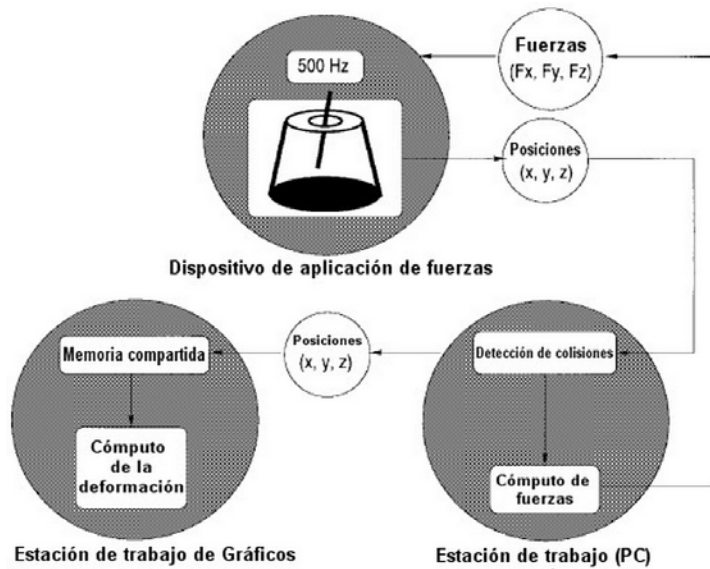 500 Hz
Fuerzas
(Fx, Fy, Fz)
Posiciones
(x, y, z)
Dispositivo de aplicación de fuerzas
Memoria compartida
Posiciones
(x, y, z)
Detección de colisiones
Cómputo
de la
deformación
Cómputo de
fuerzas
Estación de trabajo de Gráficos
Estación de trabajo (PC)